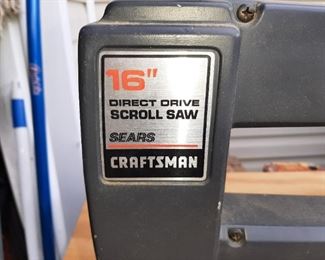 16"
DIRECT DRIVE
SCROLL SAW
SEARS
CRAFTSMAN